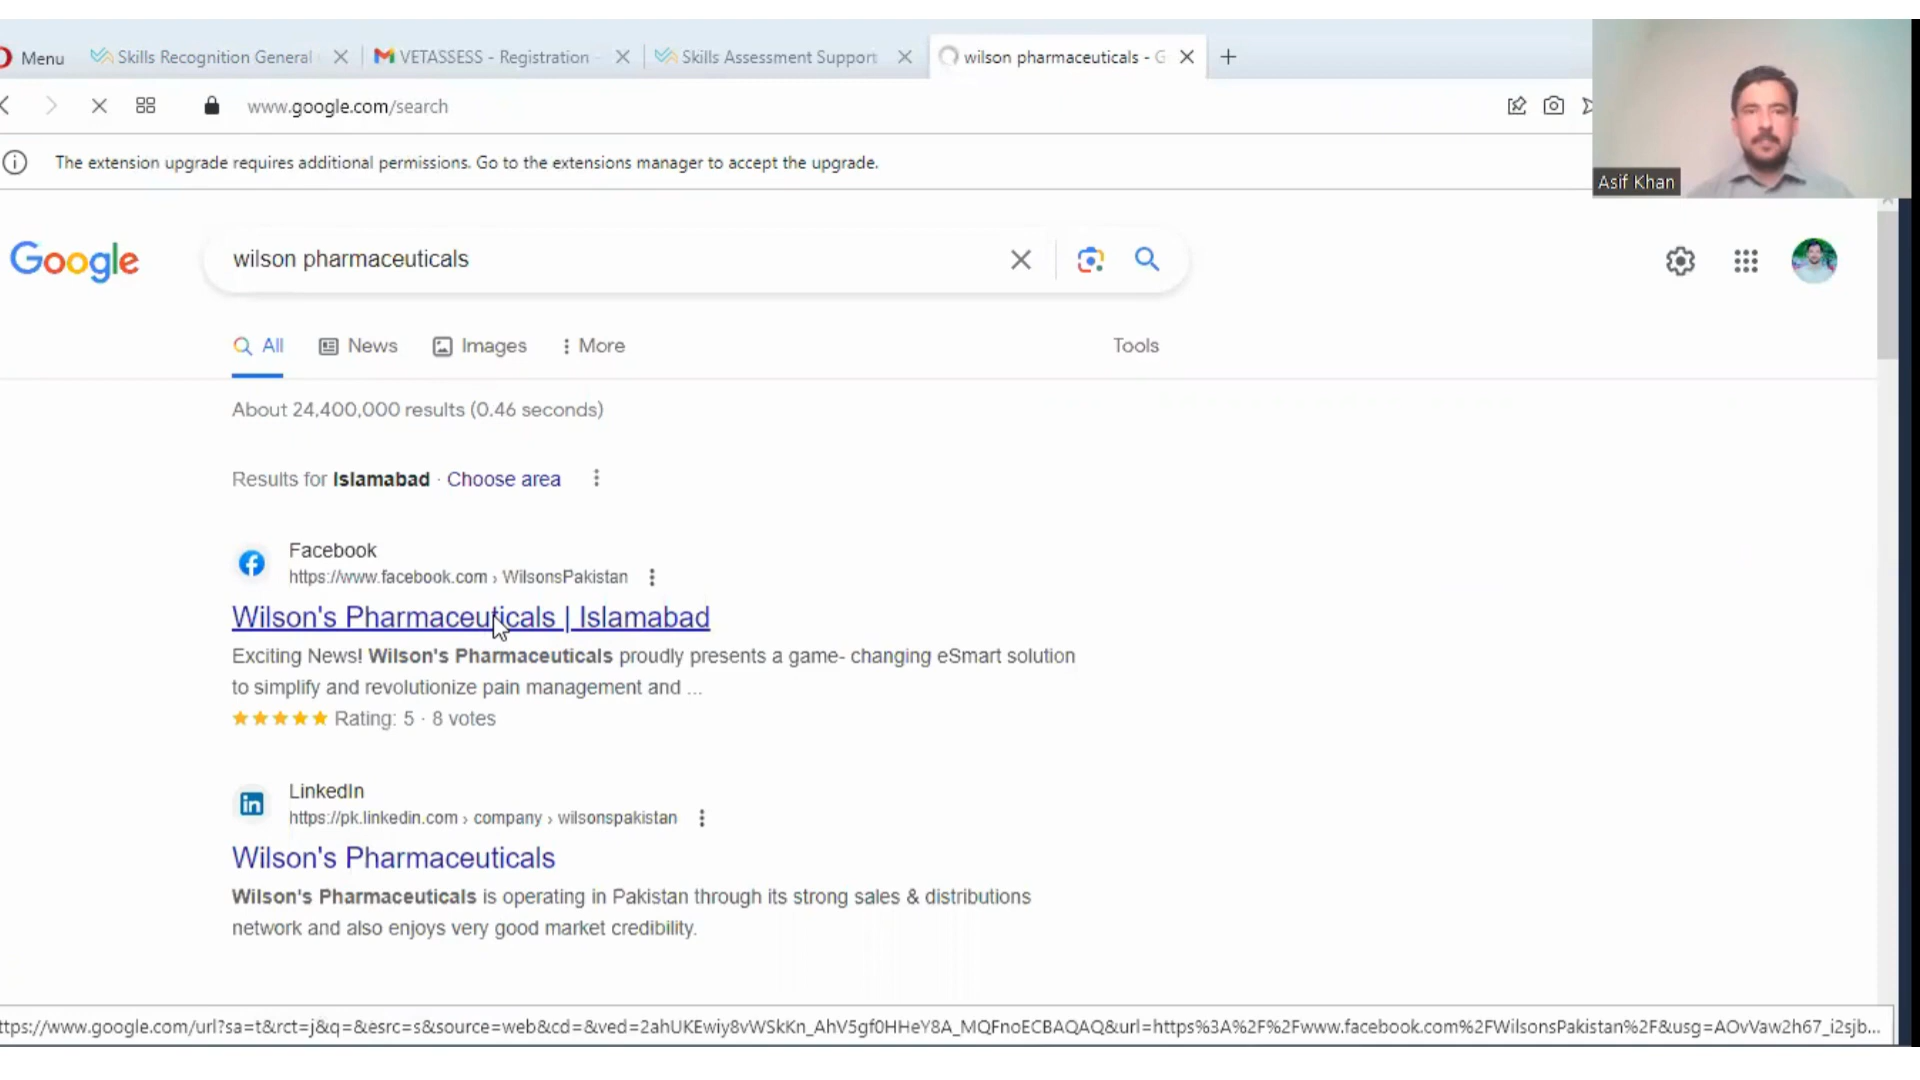 Menu
Skills Recognition General
VETASSESS - Registration -
Skills Assessment Support
wilson pharmaceuticals - G
www.google.com/search
The extension upgrade requires additional permissions. Go to the extensions manager to accept the upgrade.
Asif Khan
Google
wilson pharmaceuticals
All
News
Images
More
Tools
About 24,400,000 results (0.46 seconds)
Results for Islamabad · Choose area
Facebook
https://www.facebook.com › WilsonsPakistan
Wilson's Pharmaceuticals | Islamabad
Exciting News! Wilson's Pharmaceuticals proudly presents a game- changing eSmart solution
to simplify and revolutionize pain management and ...
Rating: 5 · 8 votes
LinkedIn
https://pk.linkedin.com › company › wilsonspakistan
Wilson's Pharmaceuticals
Wilson's Pharmaceuticals is operating in Pakistan through its strong sales & distributions
network and also enjoys very good market credibility.
ttps://www.google.com/url?sa=t&rct=j&q=&esrc=s&source=web&cd=&ved=2ahUKEwiy8vWSkKn_AhV5gf0HHeY8A_MQFnoECBAQAQ&url=https%3A%2F%2Fwww.facebook.com%2FWilsonsPakistan%2F&usg=AOvVaw2h67_i2sjb...